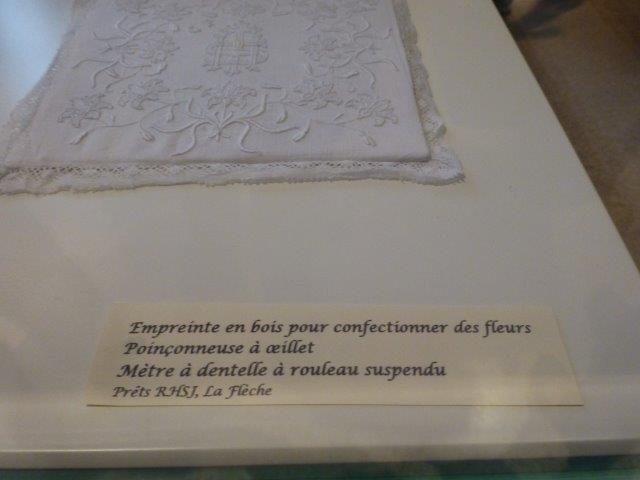 Empreinte en bois pour confectionner des fleurs
Poinçonneuse à œillet
Mètre à dentelle à rouleau suspendu
Prêts RHSJ, La Flèche